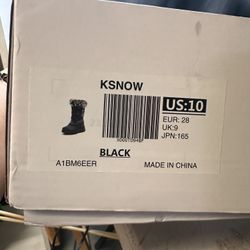 KSNOW
US:10
EUR: 28
UK:9
JPN:165
BLACK
A1BM6EER
MADE IN CHINA